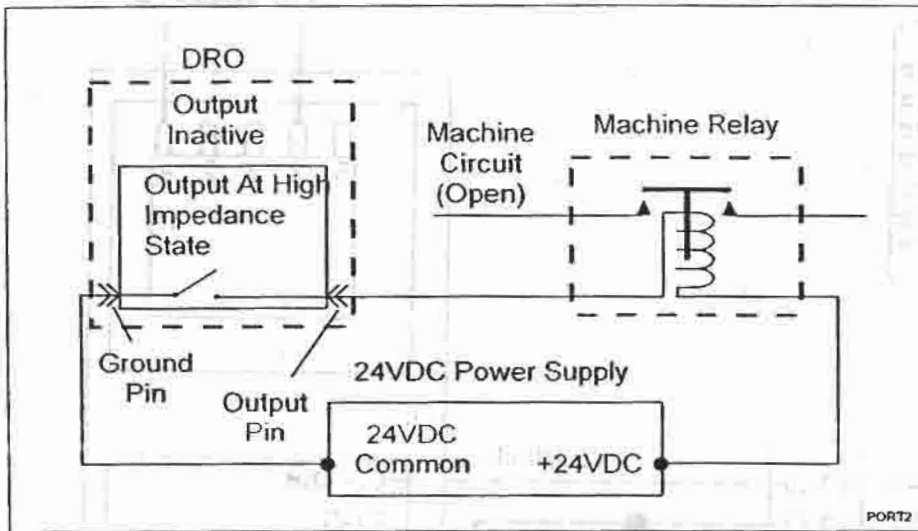 DRO
Output
Inactive
Output At High
Impedance
State
Machine
Circuit
(Open)
Machine Relay
Ground
Pin
Output
Pin
24VDC Power Supply
24VDC
Common
+24VDC
PORT2